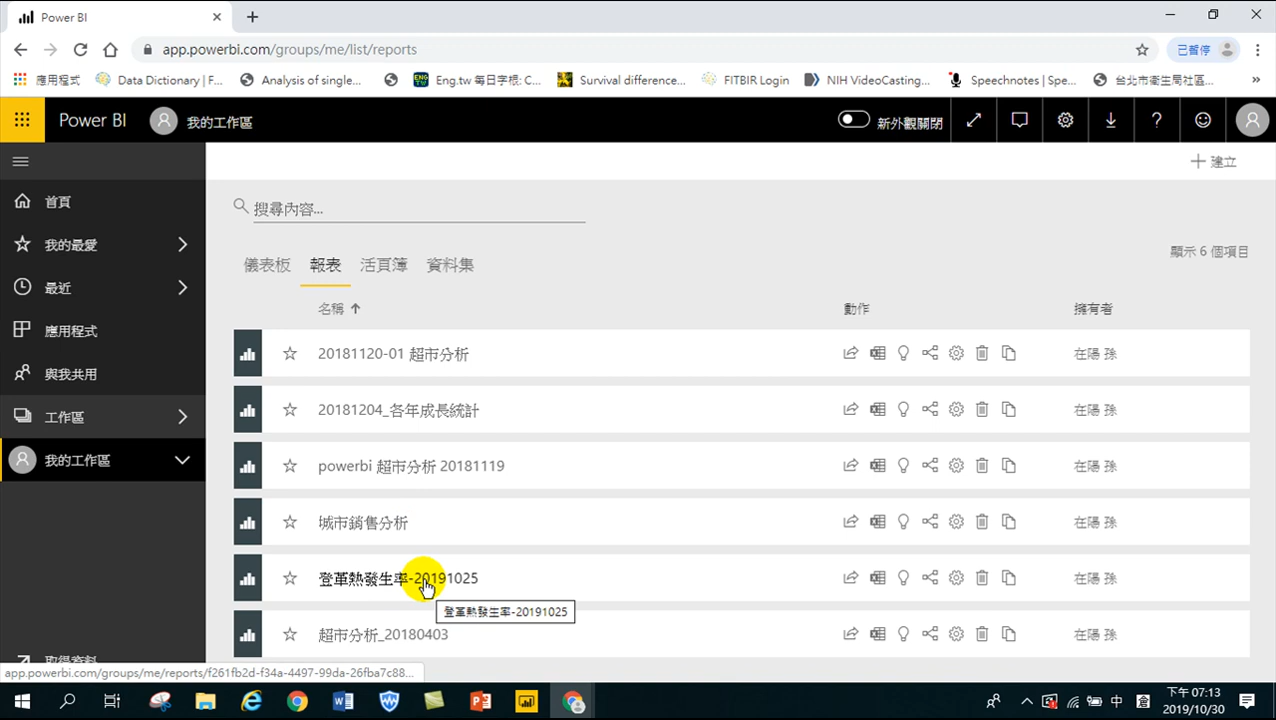 Power BI
app.powerbi.com/groups/me/list/reports
已暫停
應用程式
Data Dictionary | F...
Analysis of single...
Eng.tw 每日字根: C...
Survival difference...
FITBIR Login
NIH VideoCasting...
Speechnotes | Spe...
台北市衛生局社區...
Power BI
我的工作區
新外觀關閉
建立
首頁
我的最愛
最近
應用程式
與我共用
工作區
我的工作區
搜尋內容...
顯示 6 個項目
儀表板 報表 活頁簿 資料集
名稱 動作 擁有者
20181120-01 超市分析 在陽 孫
20181204_各年成長統計 在陽 孫
powerbi 超市分析 20181119 在陽 孫
城市銷售分析 在陽 孫
登革熱發生率-20191025 在陽 孫
登革熱發生率-20191025
超市分析_20180403 在陽 孫
取得資料
app.powerbi.com/groups/me/reports/f261fb2d-f34a-4497-99da-26fba7c88...
中
下午 07:13
2019/10/30